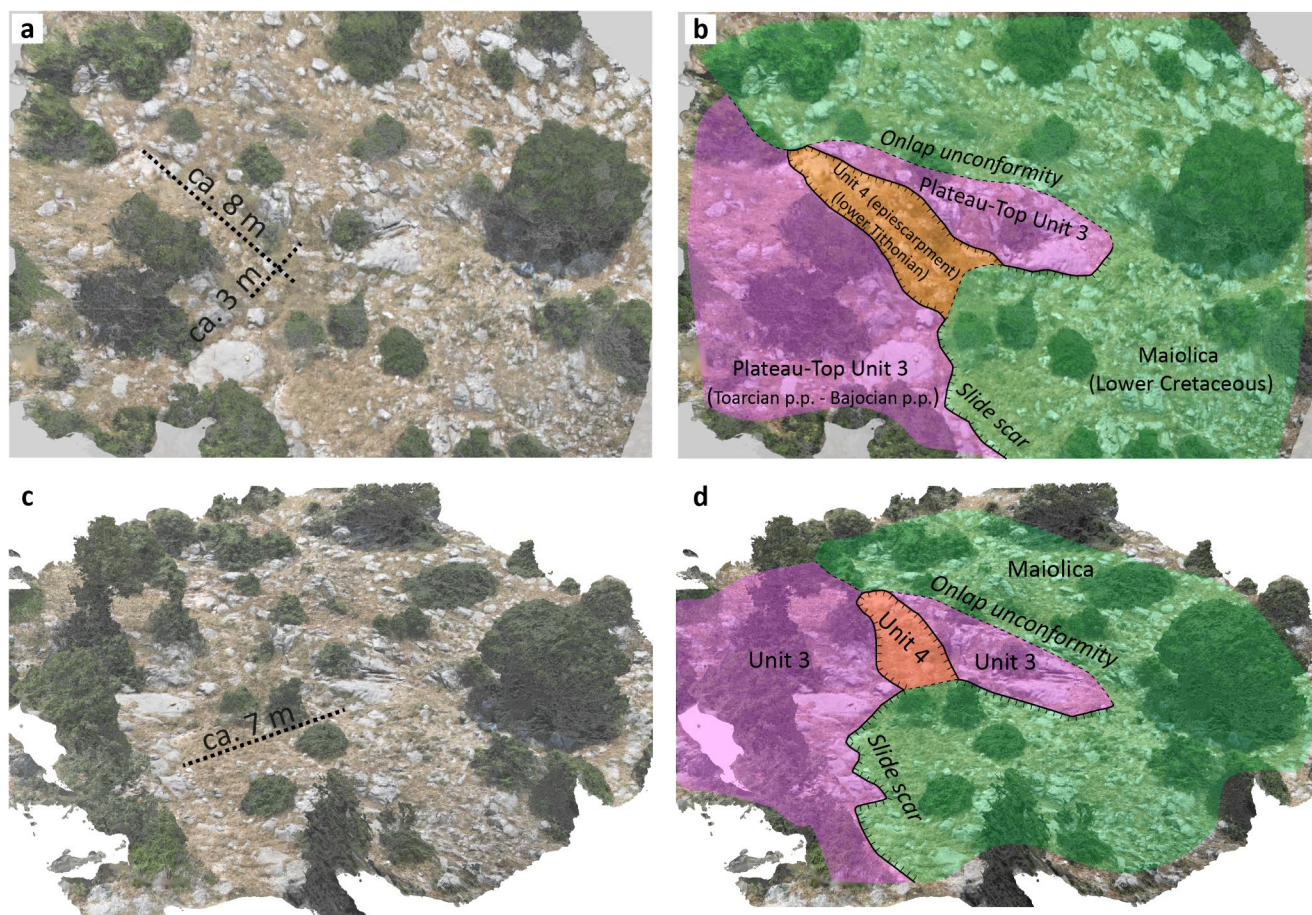 a
ca. 8 m
ca. 3 m
b
Onlap unconformity
Plateau-Top Unit 3
Unit 4 (epiescarpment)
(lower Tithonian)
Plateau-Top Unit 3
(Toarcian p.p. - Bajocian p.p.)
Maiolica
(Lower Cretaceous)
Slide scar
c
ca. 7 m
d
Maiolica
Onlap unconformity
Unit 4
Unit 3
Unit 3
Slide scar